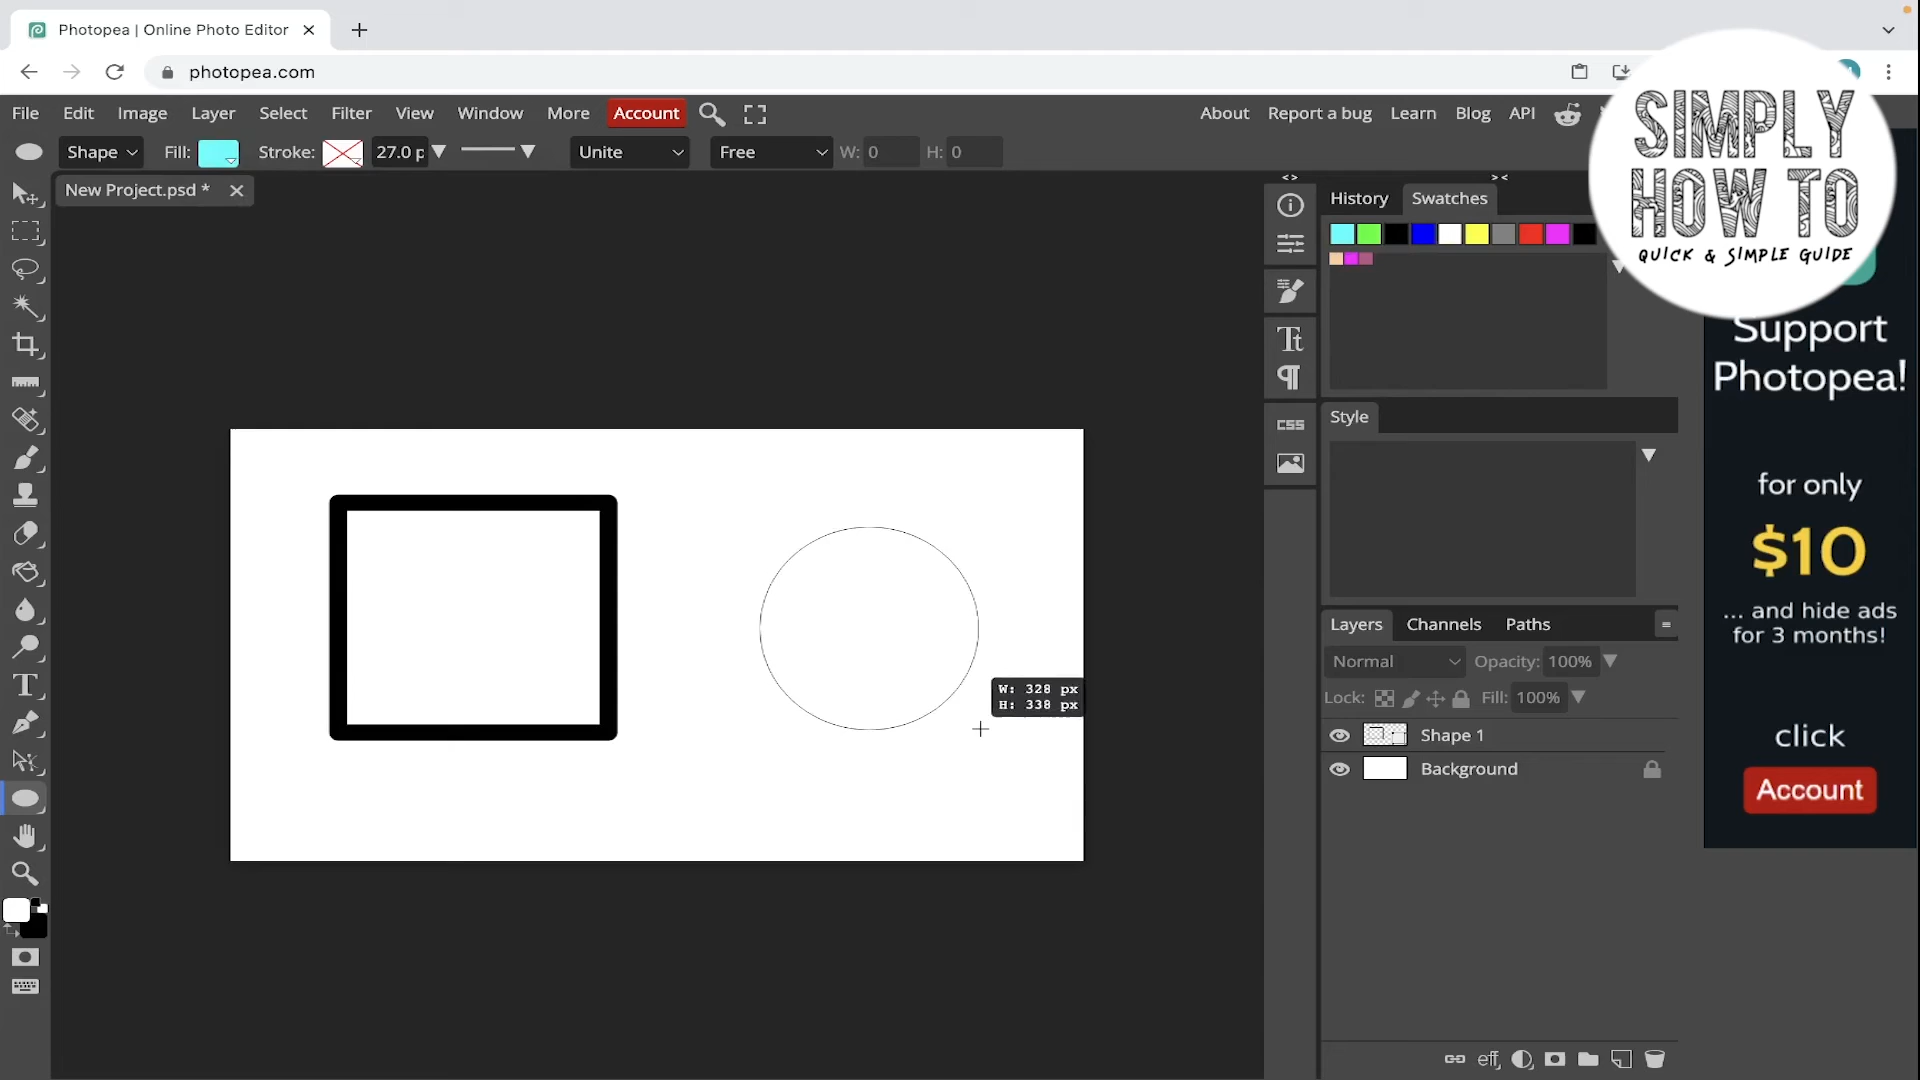 Photopea | Online Photo Editor
photopea.com
File Edit Image Layer Select Filter View Window More Account
About Report a bug Learn Blog API
Shape Fill: Stroke: 27.0 p Unite Free W: 0 H: 0
SIMPLY
HOW TO
QUICK & SIMPLE GUIDE
New Project.psd *
History Swatches
Tt
CSS
Style
Support
Photopea!
for only
$10
... and hide ads
for 3 months!
click
Account
W: 328 px
H: 338 px
Layers Channels Paths
Normal Opacity: 100%
Lock: Fill: 100%
Shape 1
Background
T
eff